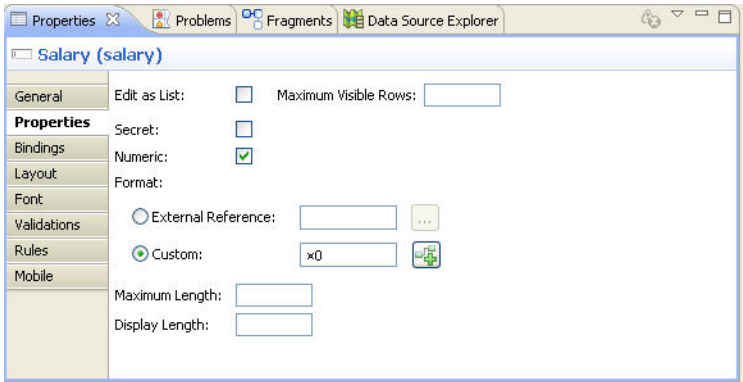 Properties Problems Fragments Data Source Explorer
Salary (salary)
General
Properties
Bindings
Layout
Font
Validations
Rules
Mobile
Edit as List: Maximum Visible Rows:
Secret:
Numeric:
Format:
External Reference: ...
Custom: ×0
Maximum Length:
Display Length: